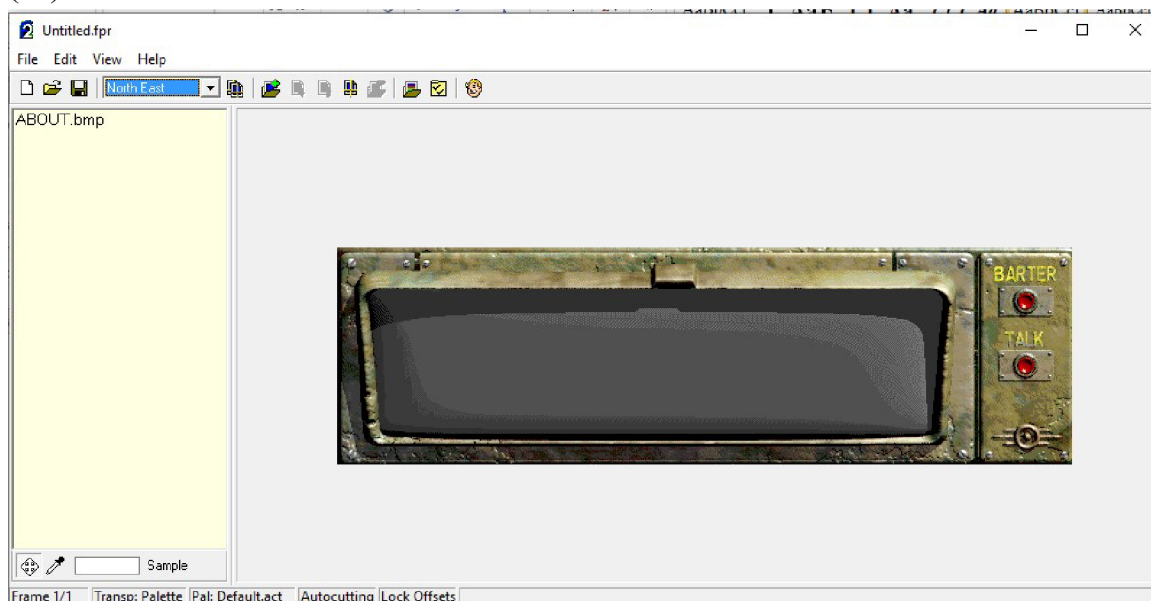 Untitled.fpr
File Edit View Help
North East
ABOUT.bmp
BARTER
TALK
Sample
Frame 1/1 Transp: Palette Pal: Default.act Autocutting Lock Offsets